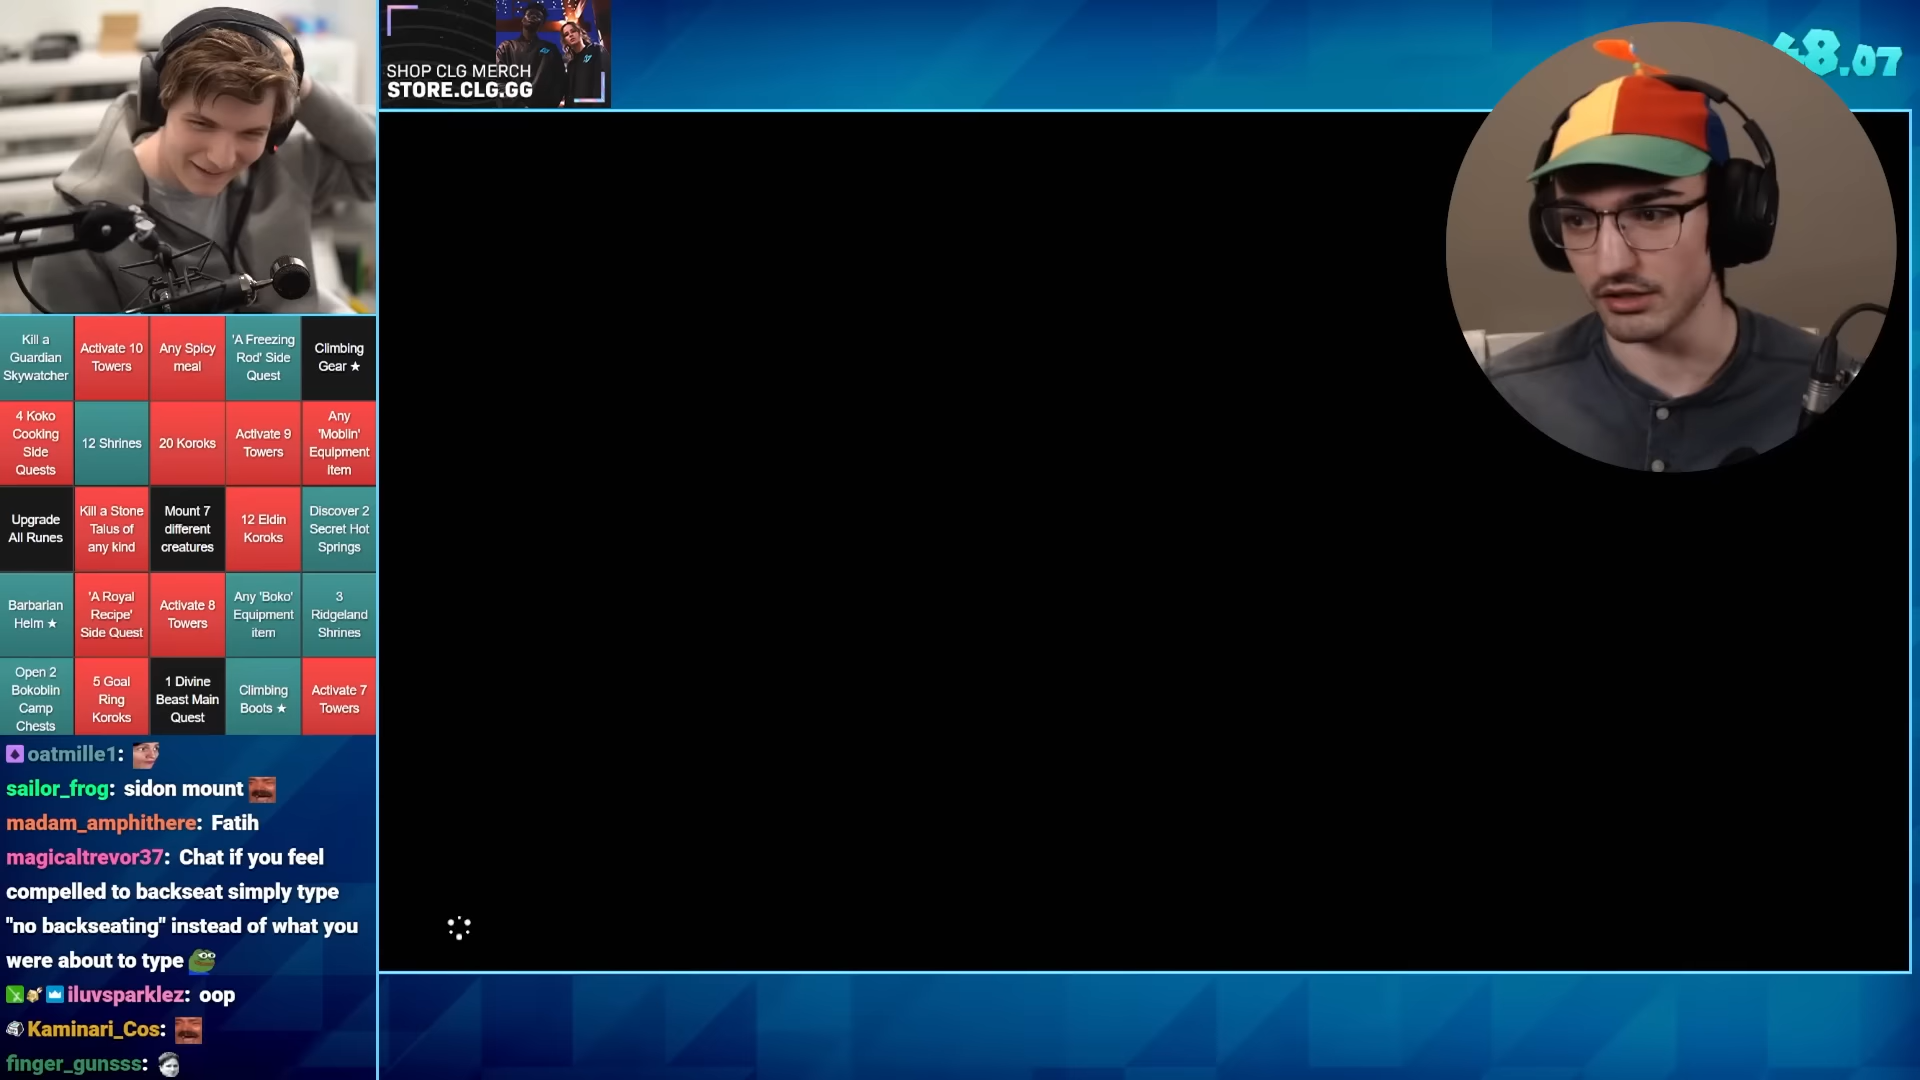 SHOP CLG MERCH
STORE.CLG.GG
48.07
Kill a
Guardian
Skywatcher
Activate 10
Towers
Any Spicy
meal
'A Freezing
Rod' Side
Quest
Climbing
Gear ★
4 Koko
Cooking
Side
Quests
12 Shrines
20 Koroks
Activate 9
Towers
Any
'Moblin'
Equipment
Item
Upgrade
All Runes
Kill a Stone
Talus of
any kind
Mount 7
different
creatures
12 Eldin
Koroks
Discover 2
Secret Hot
Springs
Barbarian
Helm ★
'A Royal
Recipe'
Side Quest
Activate 8
Towers
Any 'Boko'
Equipment
item
3
Ridgeland
Shrines
Open 2
Bokoblin
Camp
Chests
5 Goal
Ring
Koroks
1 Divine
Beast Main
Quest
Climbing
Boots ★
Activate 7
Towers
oatmille1:
sailor_frog: sidon mount
madam_amphithere: Fatih
magicaltrevor37: Chat if you feel
compelled to backseat simply type
"no backseating" instead of what you
were about to type
iluvsparklez: oop
Kaminari_Cos:
finger_gunsss: